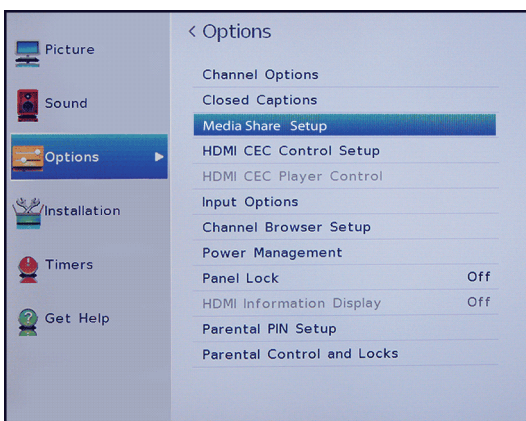 Picture
Sound
Options
Installation
Timers
Get Help
< Options
Channel Options
Closed Captions
Media Share Setup
HDMI CEC Control Setup
HDMI CEC Player Control
Input Options
Channel Browser Setup
Power Management
Panel Lock Off
HDMI Information Display Off
Parental PIN Setup
Parental Control and Locks